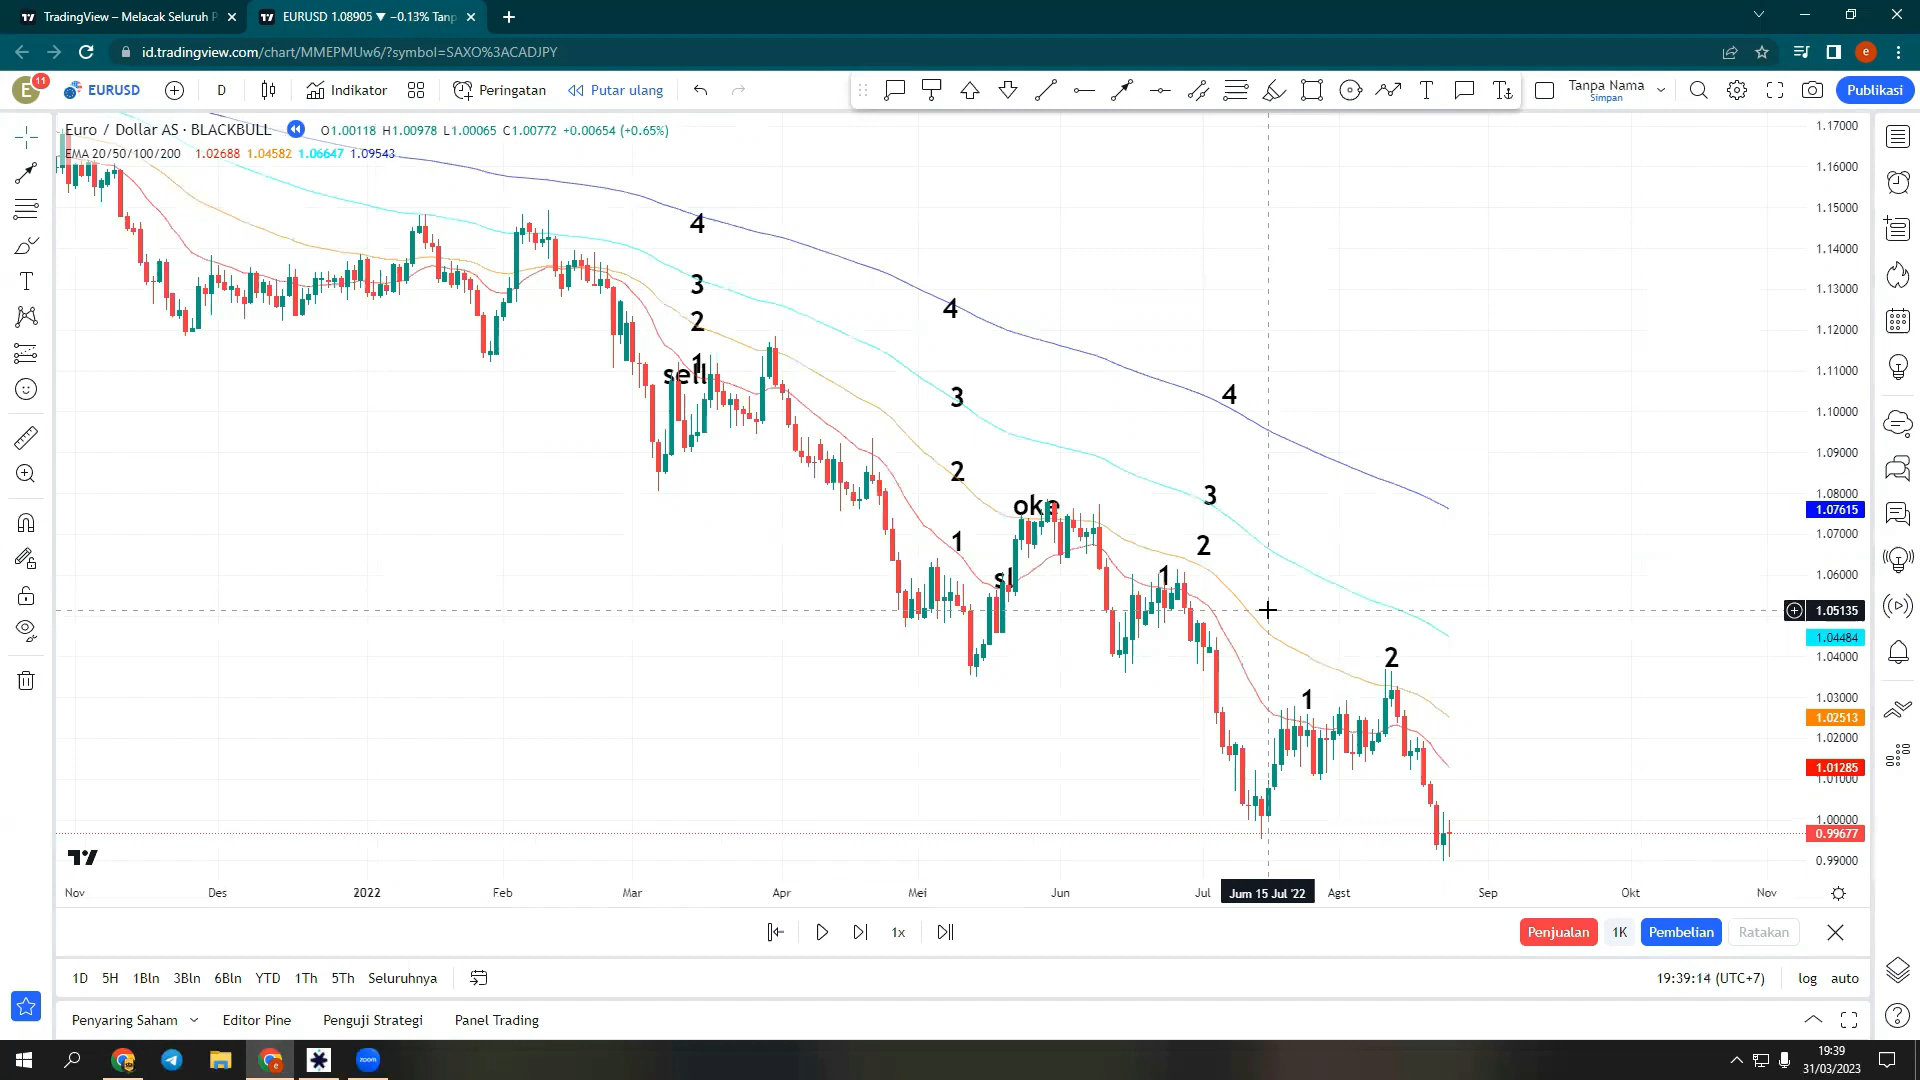 TradingView – Melacak Seluruh P
EURUSD 1.08905 ▼ −0.13% Tanp
id.tradingview.com/chart/MMEPMUw6/?symbol=SAXO%3ACADJPY
e
E
11
EURUSD
D
Indikator
Peringatan
Putar ulang
T
Tanpa Nama
Simpan
Publikasi
Euro / Dollar AS · BLACKBULL
O1.00118 H1.00978 L1.00065 C1.00772 +0.00654 (+0.65%)
EMA 20/50/100/200 1.02688 1.04582 1.06647 1.09543
4
3
2
1
sell
4
3
2
1
oke
sl
4
3
2
1
2
1
1.17000
1.16000
1.15000
1.14000
1.13000
1.12000
1.11000
1.10000
1.09000
1.08000
1.07615
1.07000
1.06000
1.05135
1.04484
1.04000
1.03000
1.02513
1.02000
1.01285
1.01000
1.00000
0.99677
0.99000
Nov Des 2022 Feb Mar Apr Mei Jun Jul Jum 15 Jul '22 Agst Sep Okt Nov
1x
Penjualan 1K Pembelian Ratakan
1D 5H 1Bln 3Bln 6Bln YTD 1Th 5Th Seluruhnya
19:39:14 (UTC+7) log auto
Penyaring Saham Editor Pine Penguji Strategi Panel Trading
zoom
19:39
31/03/2023